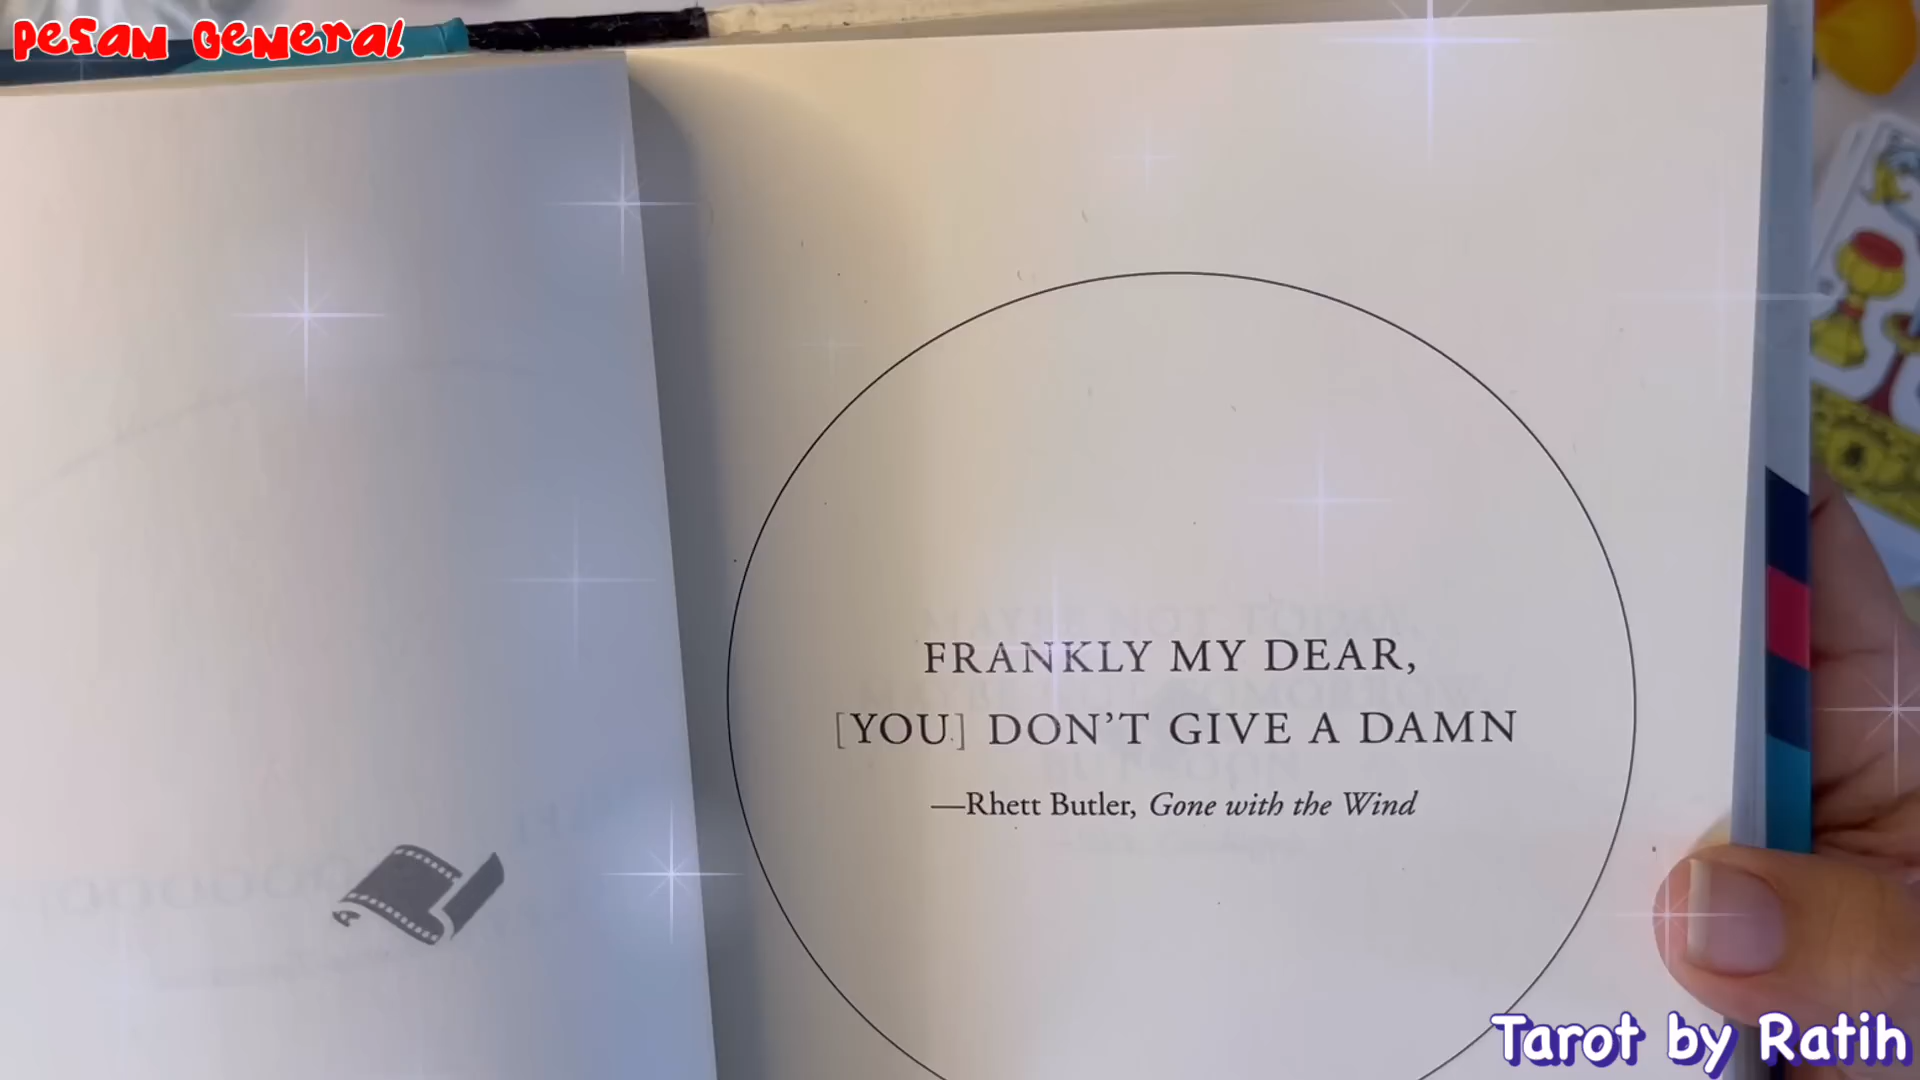 Pesan General
FRANKLY MY DEAR,
[YOU] DON'T GIVE A DAMN
—Rhett Butler, Gone with the Wind
Tarot by Ratih